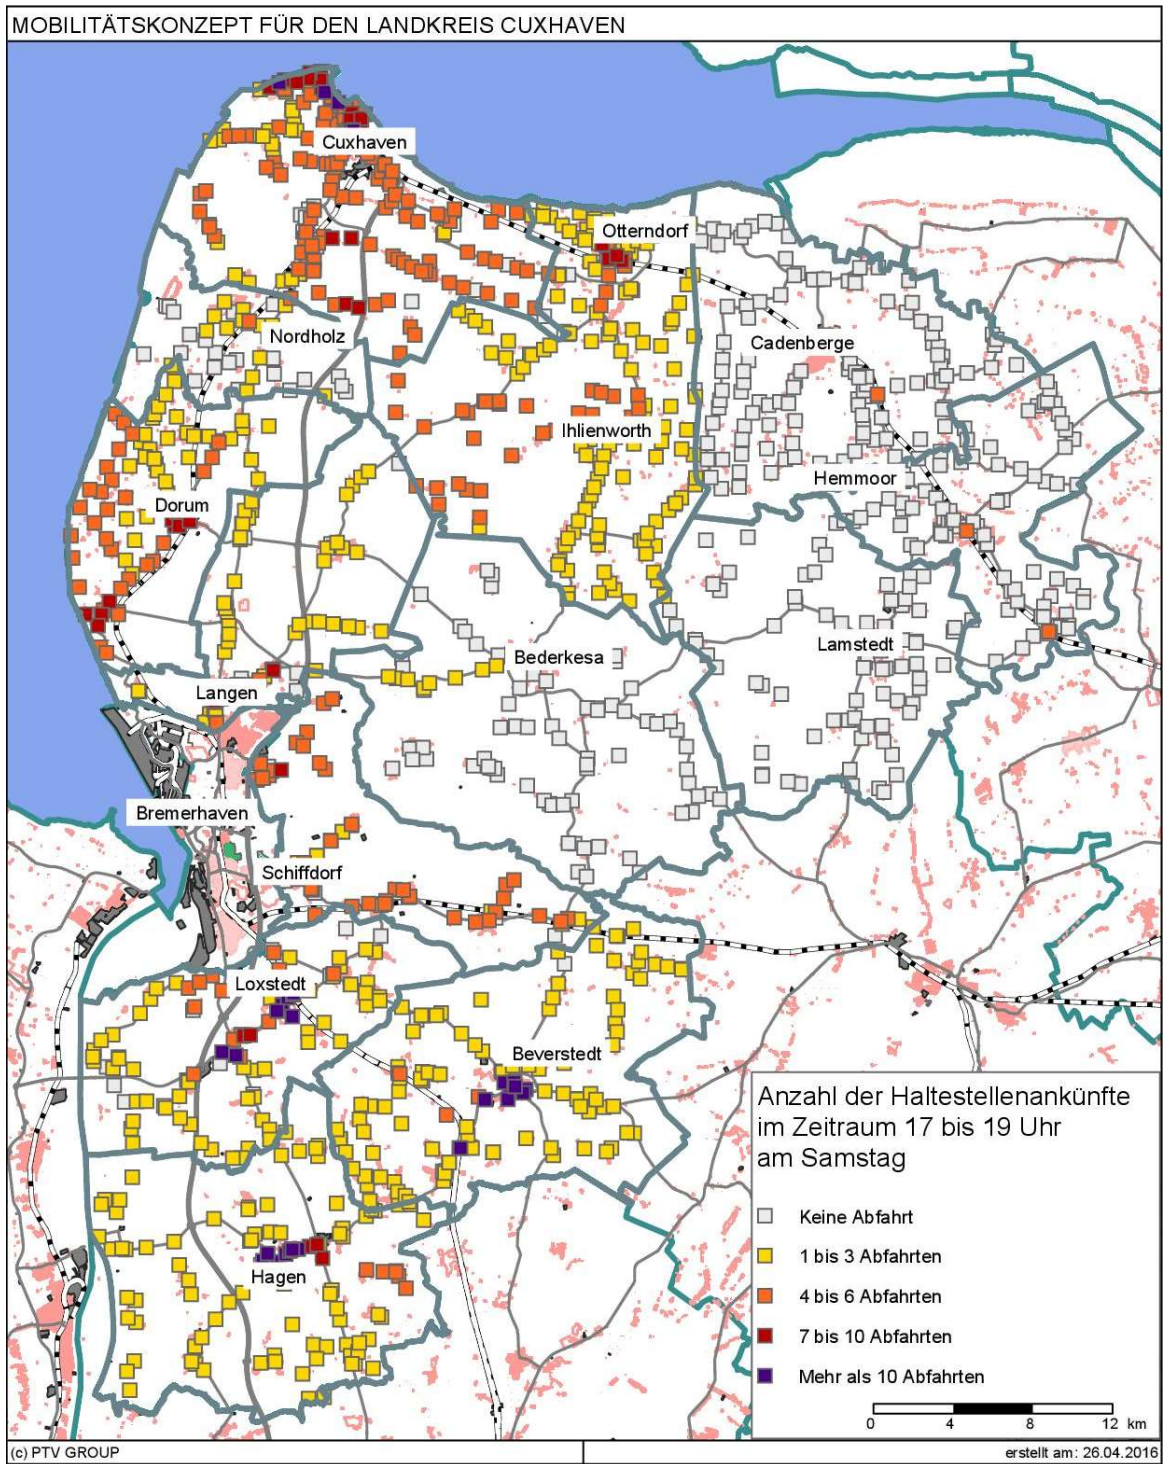 MOBILITÄTSKONZEPT FÜR DEN LANDKREIS CUXHAVEN
Cuxhaven
Otterndorf
Nordholz
Cadenberge
Ihlienworth
Hemmoor
Dorum
Lamstedt
Bederkesa
Langen
Bremerhaven
Schiffdorf
Loxstedt
Beverstedt
Hagen
Anzahl der Haltestellenankünfte
im Zeitraum 17 bis 19 Uhr
am Samstag
Keine Abfahrt
1 bis 3 Abfahrten
4 bis 6 Abfahrten
7 bis 10 Abfahrten
Mehr als 10 Abfahrten
0 4 8 12 km
(c) PTV GROUP
erstellt am: 26.04.2016